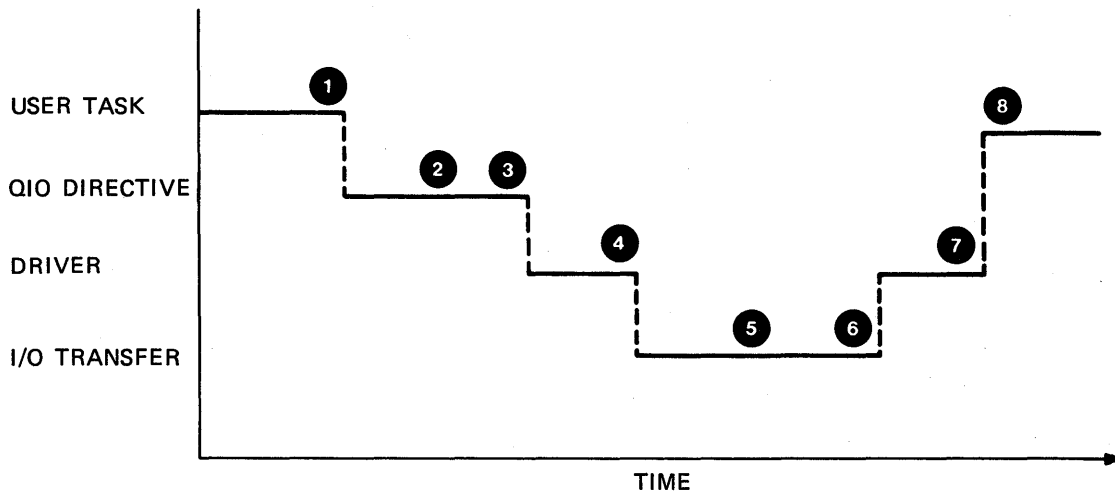 1
USER TASK
8
2
3
QIO DIRECTIVE
4
7
DRIVER
5
6
I/O TRANSFER
TIME